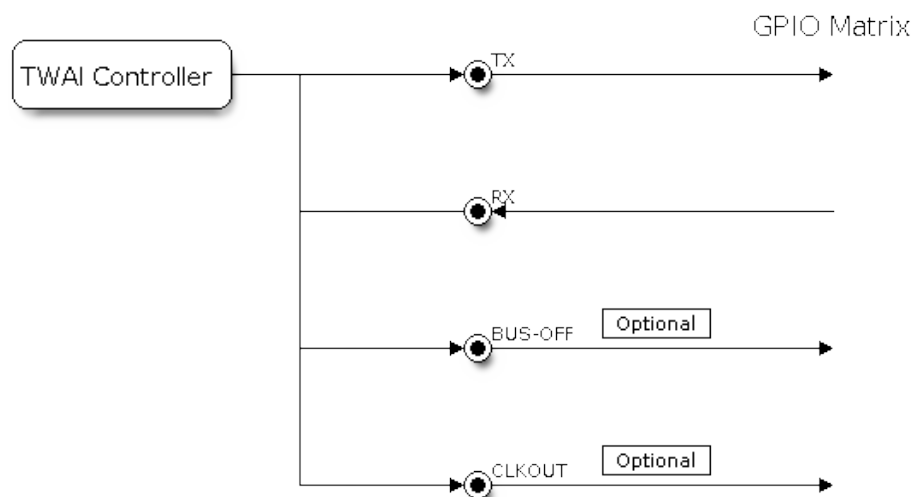 GPIO Matrix
TWAI Controller
TX
RX
BUS-OFF
Optional
CLKOUT
Optional